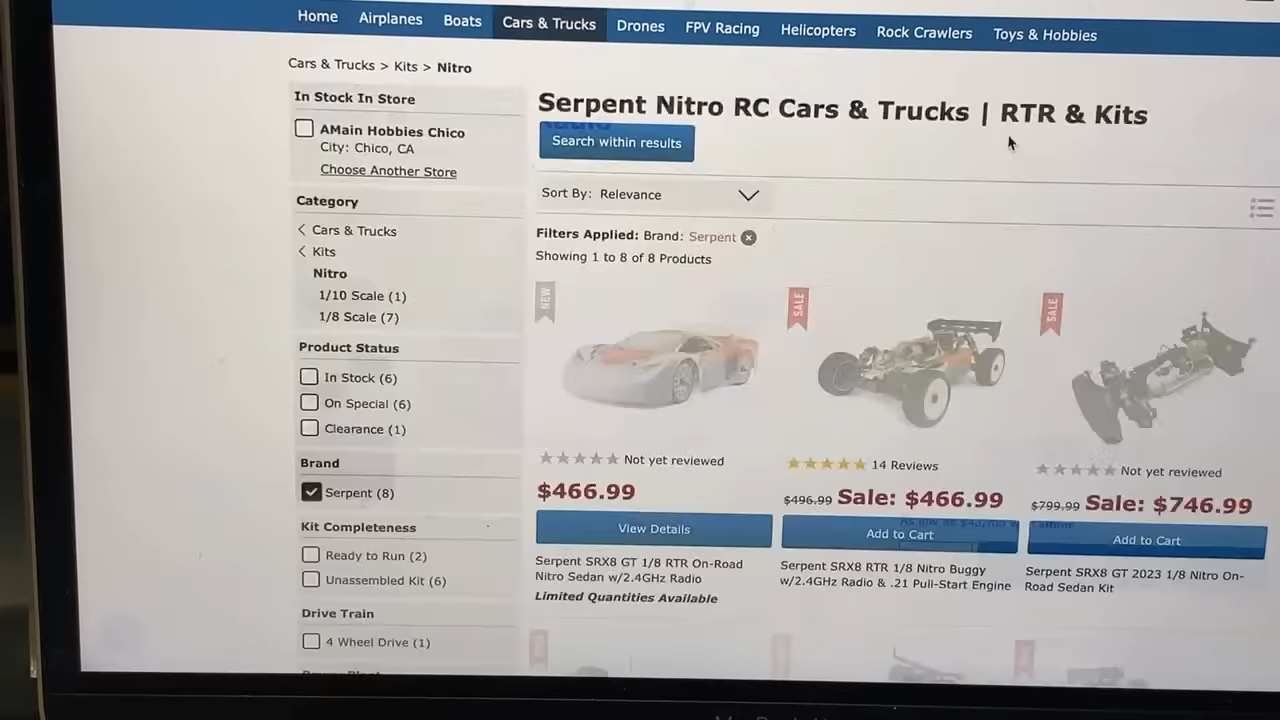 Home Airplanes Boats Cars & Trucks Drones FPV Racing Helicopters Rock Crawlers Toys & Hobbies
Cars & Trucks > Kits > Nitro
In Stock In Store
AMain Hobbies Chico
City: Chico, CA
Choose Another Store
Category
< Cars & Trucks
< Kits
Nitro
1/10 Scale (1)
1/8 Scale (7)
Product Status
In Stock (6)
On Special (6)
Clearance (1)
Brand
Serpent (8)
Kit Completeness
Ready to Run (2)
Unassembled Kit (6)
Drive Train
4 Wheel Drive (1)
Serpent Nitro RC Cars & Trucks | RTR & Kits
Search within results
Sort By: Relevance
Filters Applied: Brand: Serpent
Showing 1 to 8 of 8 Products
NEW
Not yet reviewed
$466.99
View Details
Serpent SRX8 GT 1/8 RTR On-Road
Nitro Sedan w/2.4GHz Radio
Limited Quantities Available
SALE
14 Reviews
$496.99 Sale: $466.99
Add to Cart
Serpent SRX8 RTR 1/8 Nitro Buggy
w/2.4GHz Radio & .21 Pull-Start Engine
SALE
Not yet reviewed
$799.99 Sale: $746.99
Add to Cart
Serpent SRX8 GT 2023 1/8 Nitro On-
Road Sedan Kit